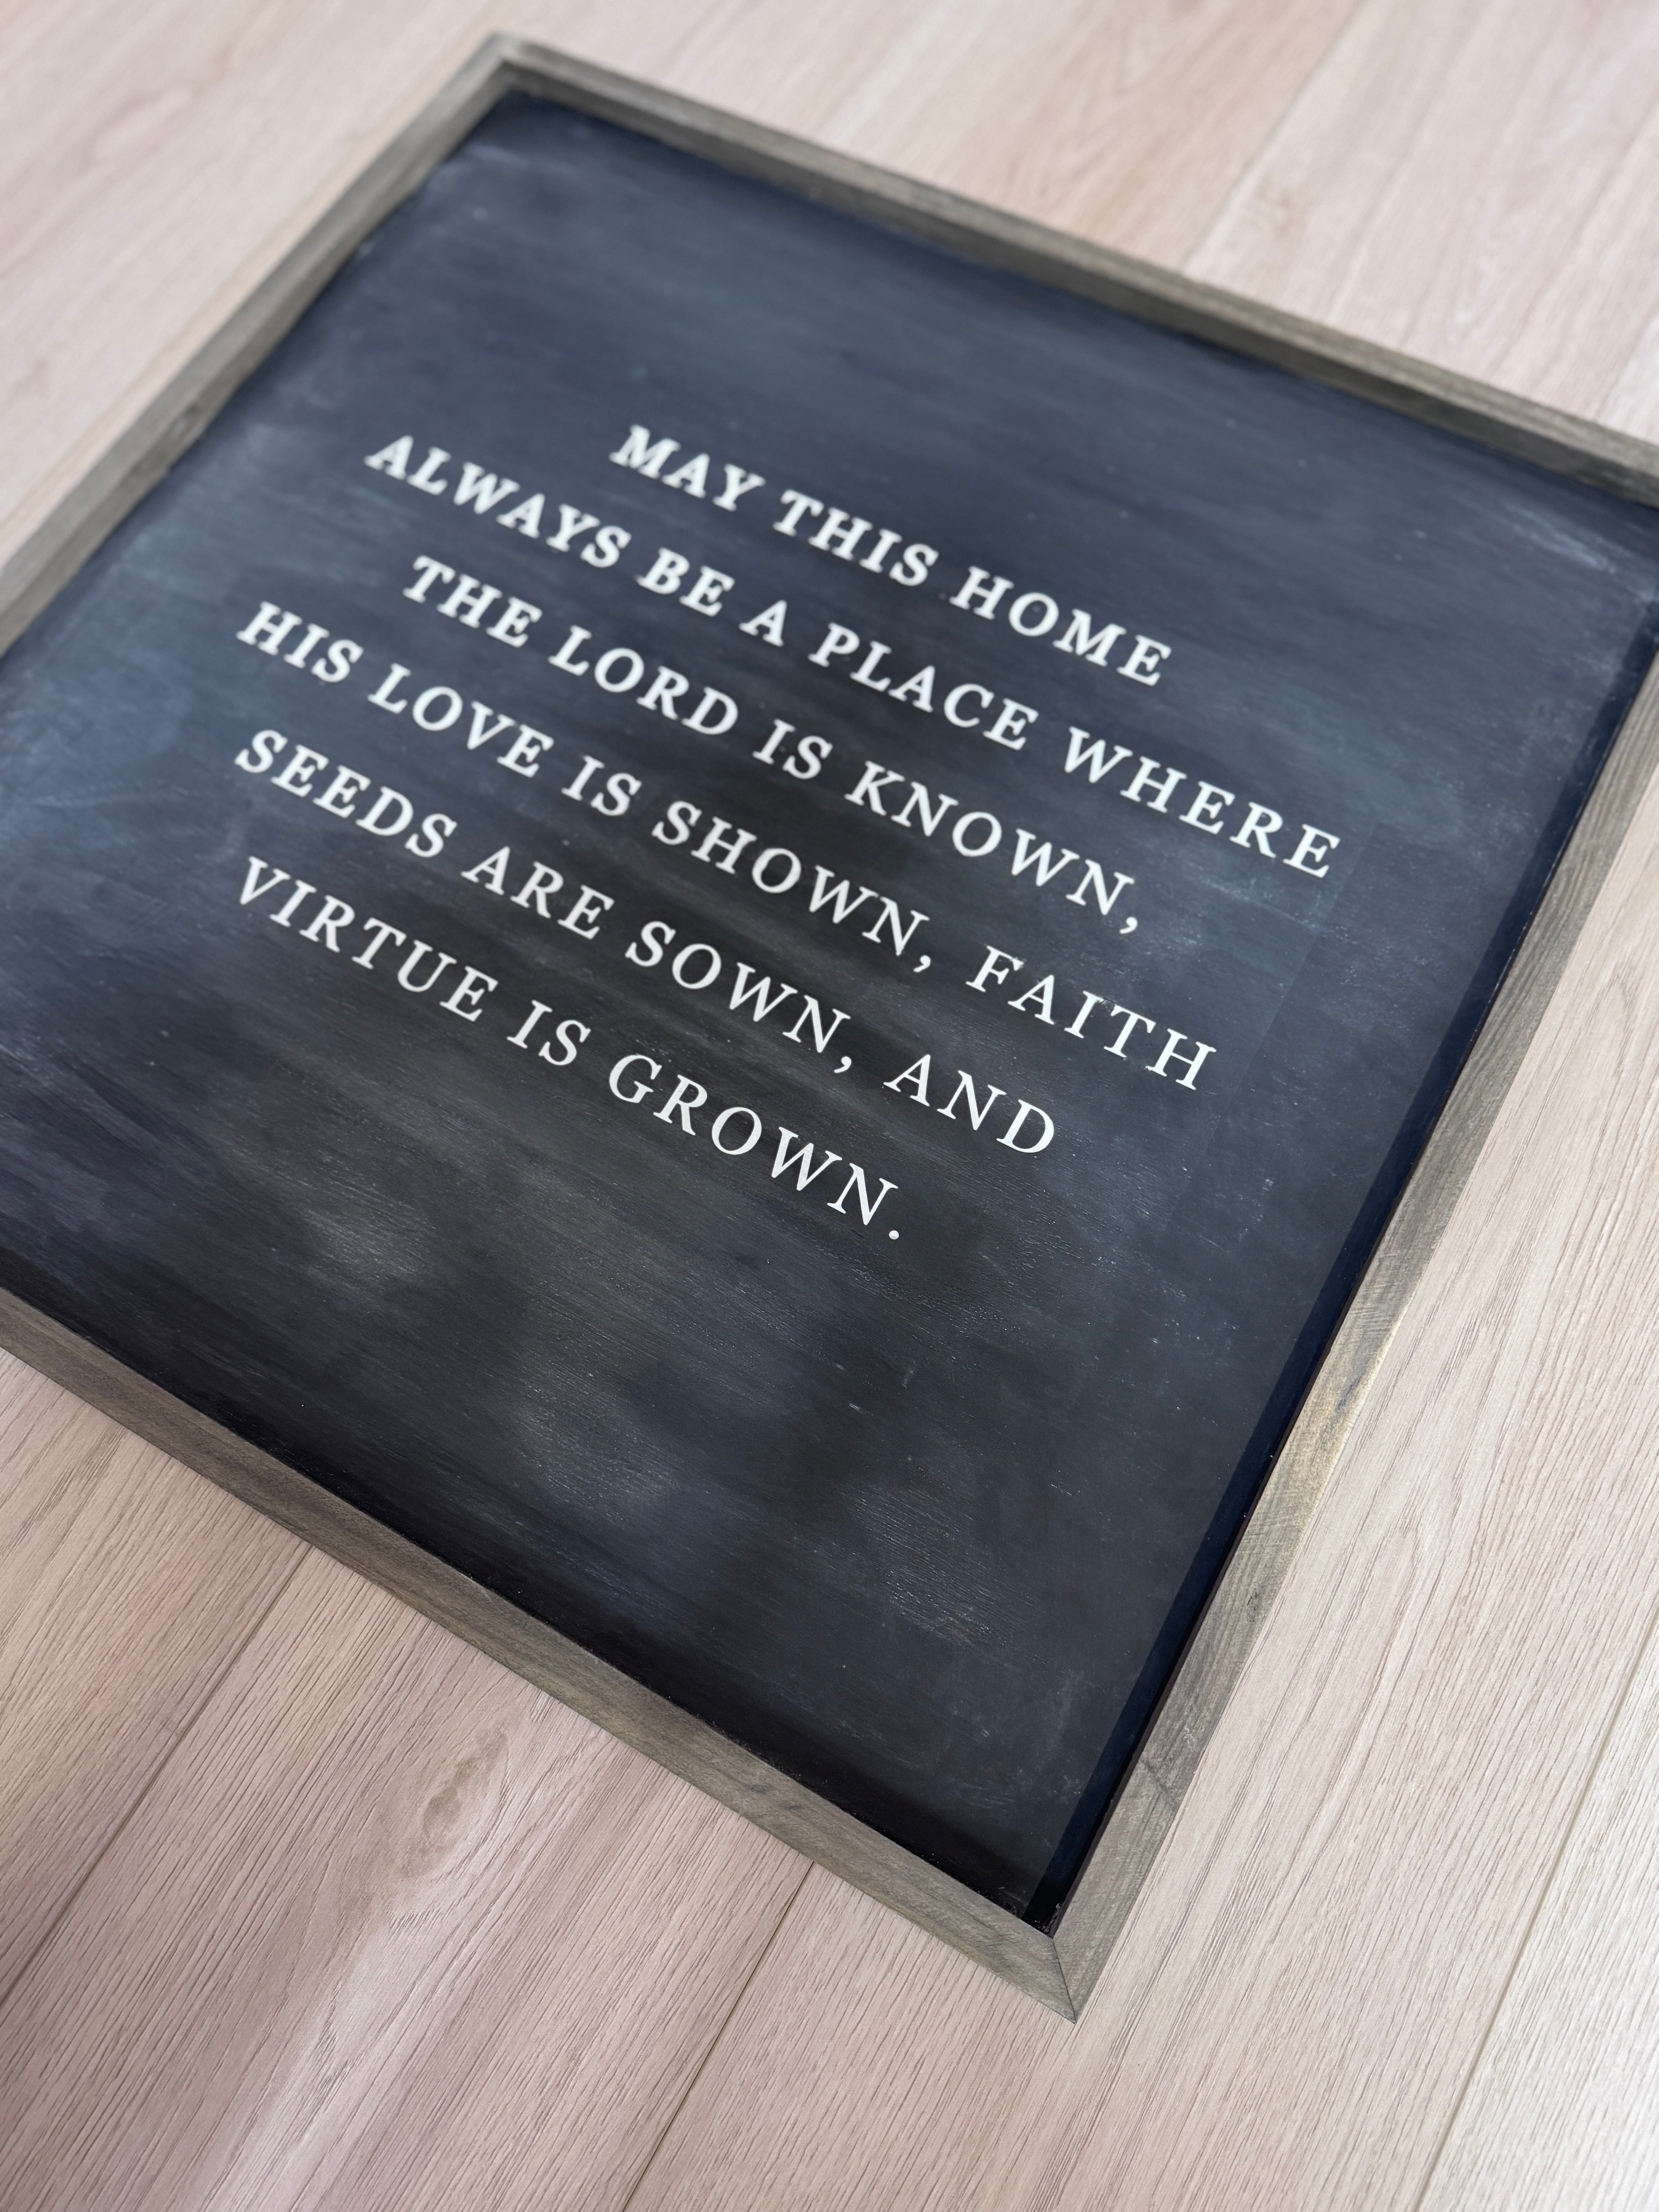 MAY THIS HOME
ALWAYS BE A PLACE WHERE
THE LORD IS KNOWN,
HIS LOVE IS SHOWN, FAITH
SEEDS ARE SOWN, AND
VIRTUE IS GROWN.